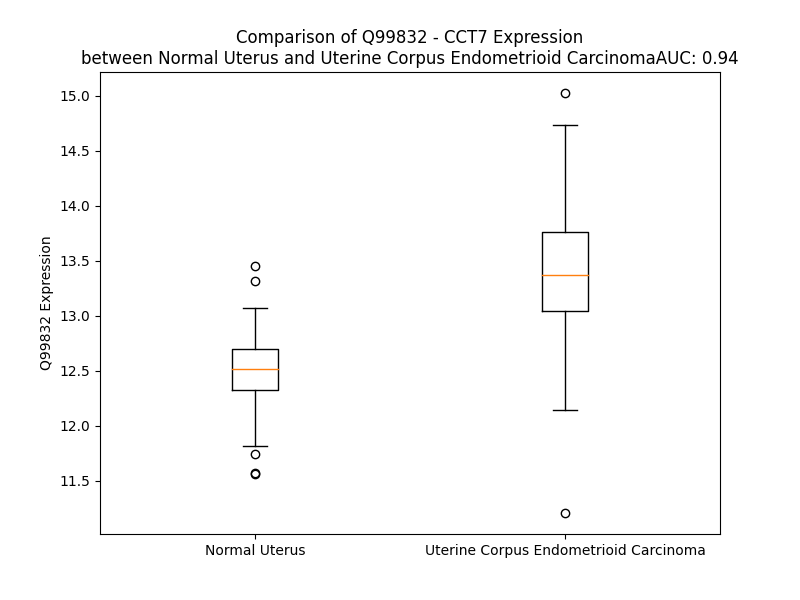 Comparison of Q99832 - CCT7 Expression
between Normal Uterus and Uterine Corpus Endometrioid CarcinomaAUC: 0.94
15.0
14.5
14.0
13.5
13.0
12.5
12.0
11.5
Q99832 Expression
Normal Uterus
Uterine Corpus Endometrioid Carcinoma